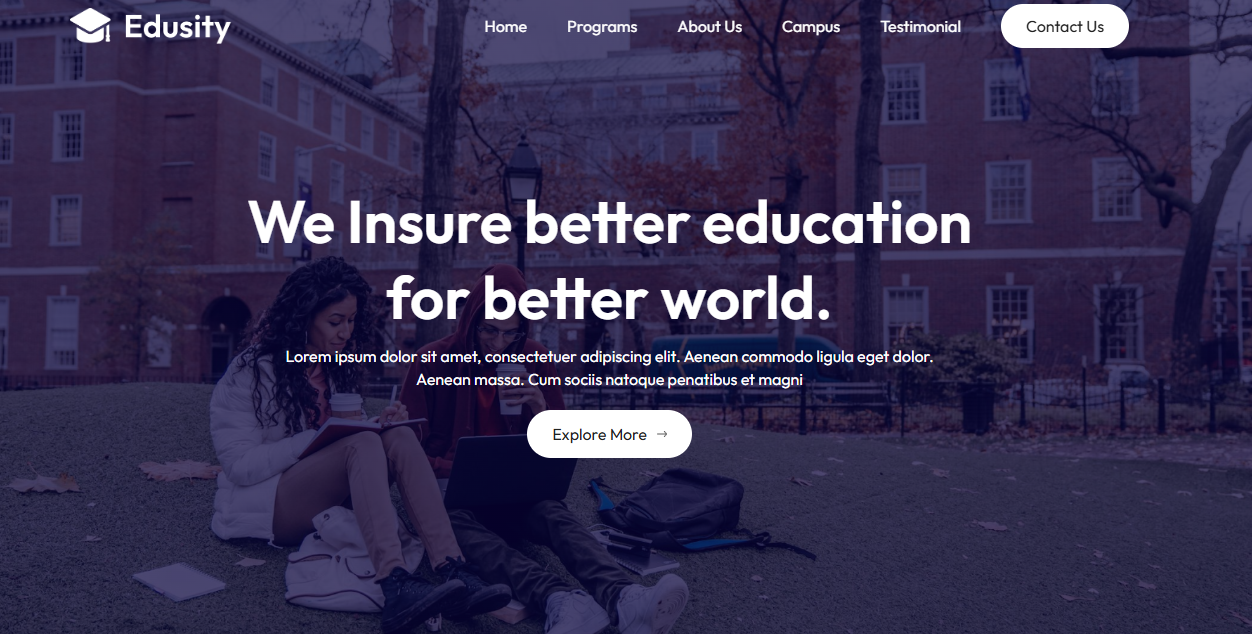 Edusity
Home Programs About Us Campus Testimonial Contact Us
We Insure better education
for better world.
Lorem ipsum dolor sit amet, consectetuer adipiscing elit. Aenean commodo ligula eget dolor.
Aenean massa. Cum sociis natoque penatibus et magni
Explore More →